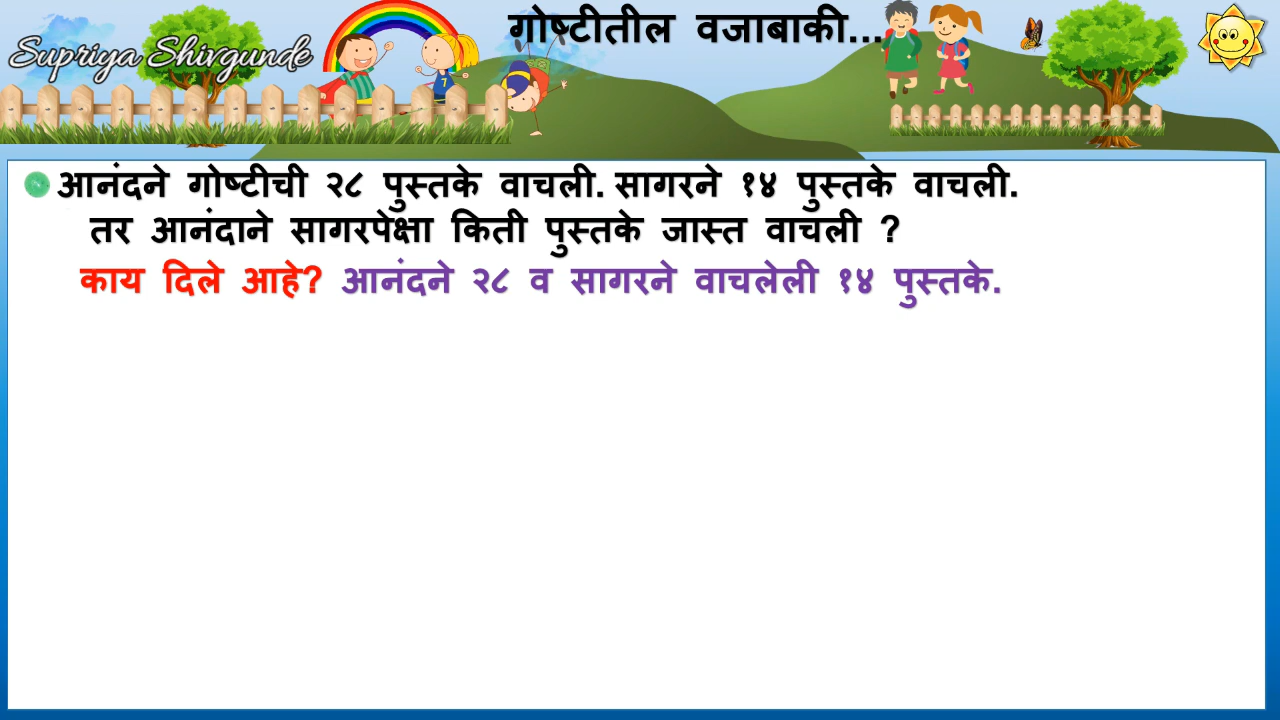 Supriya Shirgunde
गोष्टीतील वजाबाकी...
आनंदने गोष्टीची २८ पुस्तके वाचली. सागरने १४ पुस्तके वाचली.
तर आनंदाने सागरपेक्षा किती पुस्तके जास्त वाचली ?
काय दिले आहे? आनंदने २८ व सागरने वाचलेली १४ पुस्तके.
7